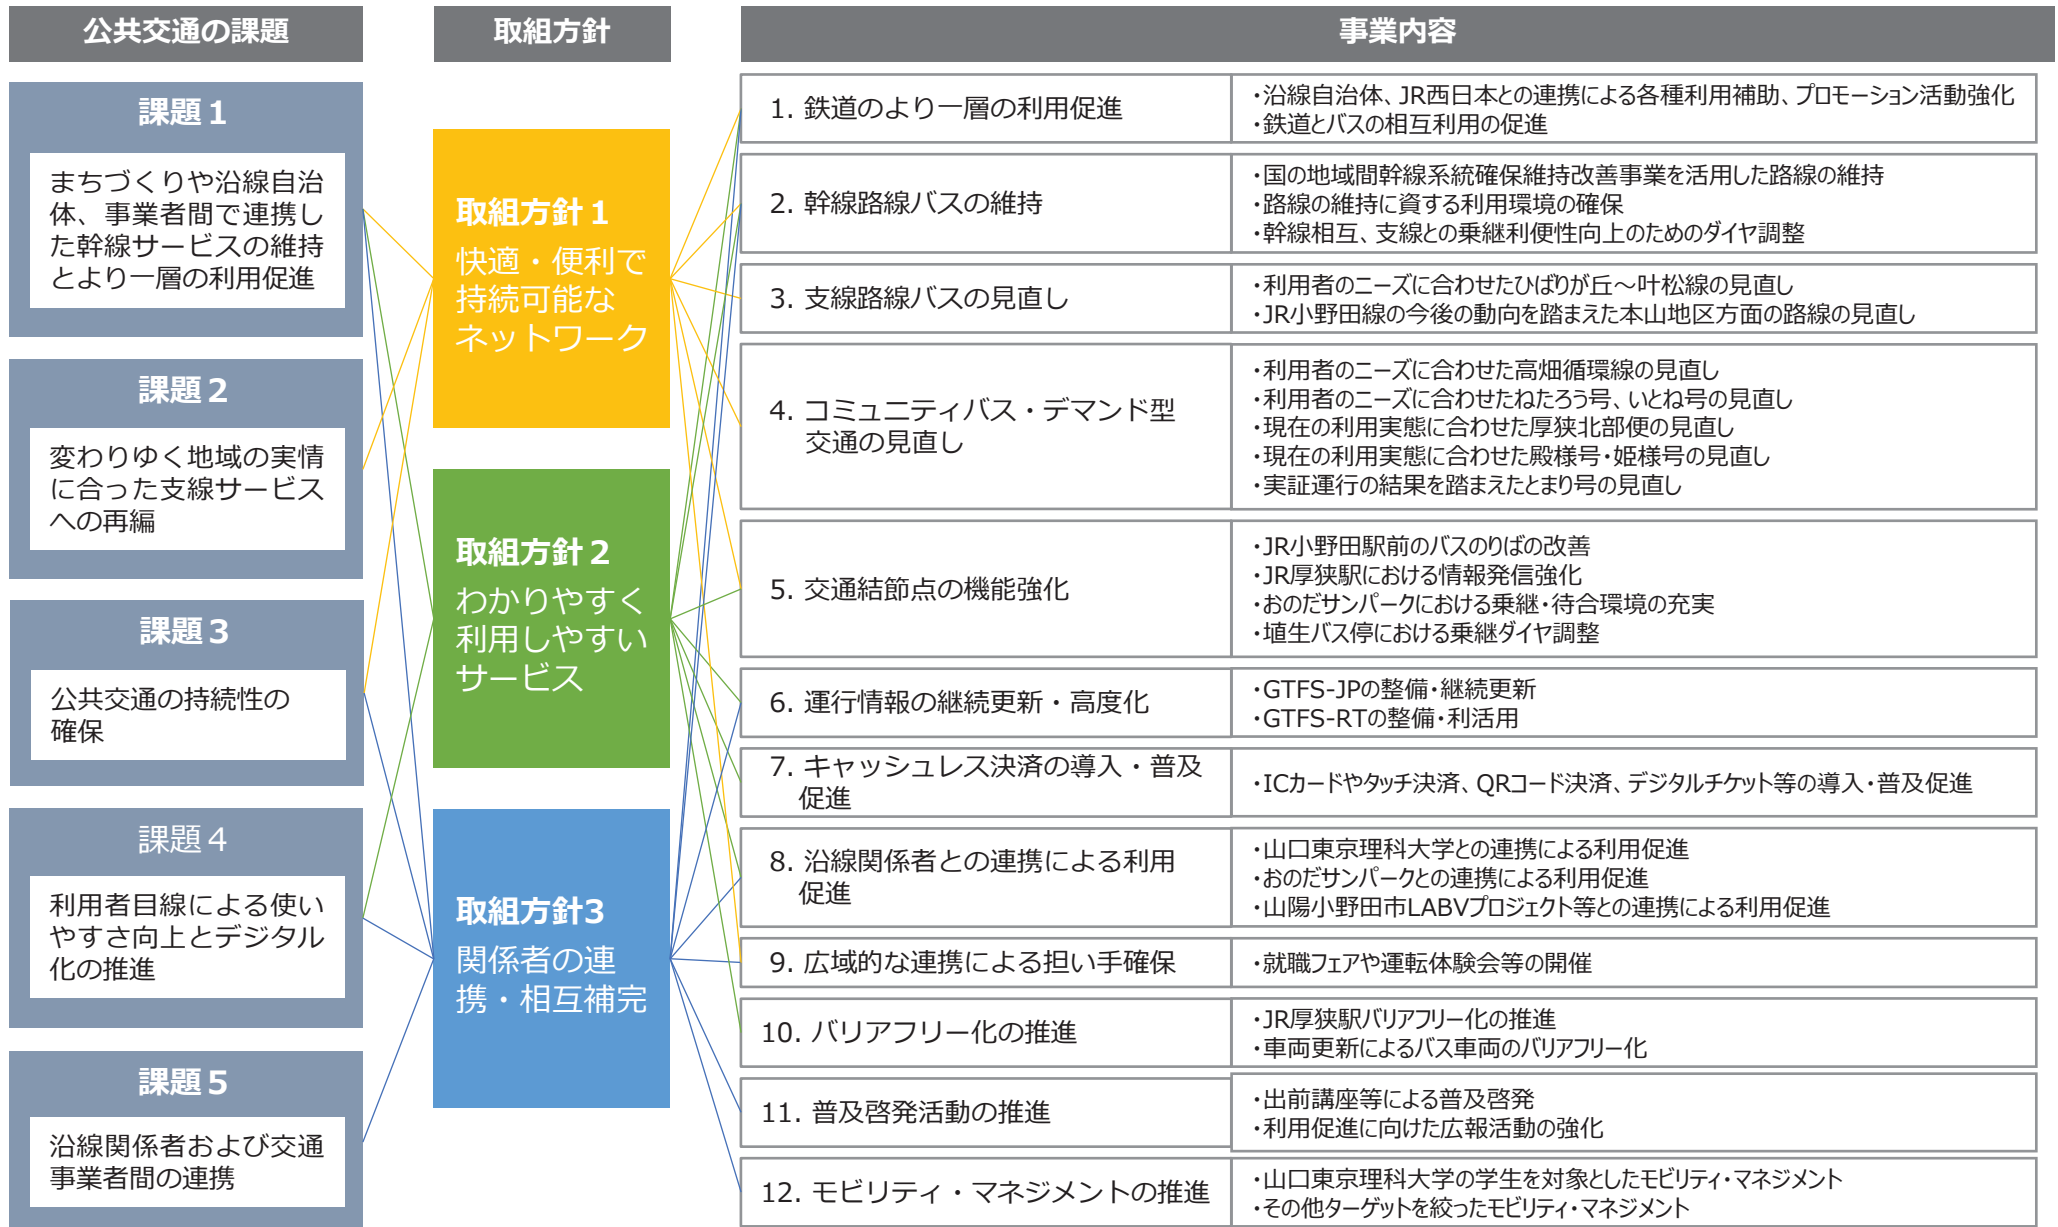 公共交通の課題
取組方針
事業内容
課題１
まちづくりや沿線自治
体、事業者間で連携し
た幹線サービスの維持
とより一層の利用促進
課題２
変わりゆく地域の実情
に合った支線サービス
への再編
課題３
公共交通の持続性の
確保
課題４
利用者目線による使い
やすさ向上とデジタル
化の推進
課題５
沿線関係者および交通
事業者間の連携
取組方針１
快適・便利で
持続可能な
ネットワーク
取組方針２
わかりやすく
利用しやすい
サービス
取組方針3
関係者の連
携・相互補完
1. 鉄道のより一層の利用促進
・沿線自治体、JR西日本との連携による各種利用補助、プロモーション活動強化
・鉄道とバスの相互利用の促進
2. 幹線路線バスの維持
・国の地域間幹線系統確保維持改善事業を活用した路線の維持
・路線の維持に資する利用環境の確保
・幹線相互、支線との乗継利便性向上のためのダイヤ調整
3. 支線路線バスの見直し
・利用者のニーズに合わせたひばりが丘～叶松線の見直し
・JR小野田線の今後の動向を踏まえた本山地区方面の路線の見直し
4. コミュニティバス・デマンド型
交通の見直し
・利用者のニーズに合わせた高畑循環線の見直し
・利用者のニーズに合わせたねたろう号、いとね号の見直し
・現在の利用実態に合わせた厚狭北部便の見直し
・現在の利用実態に合わせた殿様号・姫様号の見直し
・実証運行の結果を踏まえたとまり号の見直し
5. 交通結節点の機能強化
・JR小野田駅前のバスのりばの改善
・JR厚狭駅における情報発信強化
・おのだサンパークにおける乗継・待合環境の充実
・埴生バス停における乗継ダイヤ調整
6. 運行情報の継続更新・高度化
・GTFS-JPの整備・継続更新
・GTFS-RTの整備・利活用
7. キャッシュレス決済の導入・普及
促進
・ICカードやタッチ決済、QRコード決済、デジタルチケット等の導入・普及促進
8. 沿線関係者との連携による利用
促進
・山口東京理科大学との連携による利用促進
・おのだサンパークとの連携による利用促進
・山陽小野田市LABVプロジェクト等との連携による利用促進
9. 広域的な連携による担い手確保
・就職フェアや運転体験会等の開催
10. バリアフリー化の推進
・JR厚狭駅バリアフリー化の推進
・車両更新によるバス車両のバリアフリー化
11. 普及啓発活動の推進
・出前講座等による普及啓発
・利用促進に向けた広報活動の強化
12. モビリティ・マネジメントの推進
・山口東京理科大学の学生を対象としたモビリティ・マネジメント
・その他ターゲットを絞ったモビリティ・マネジメント